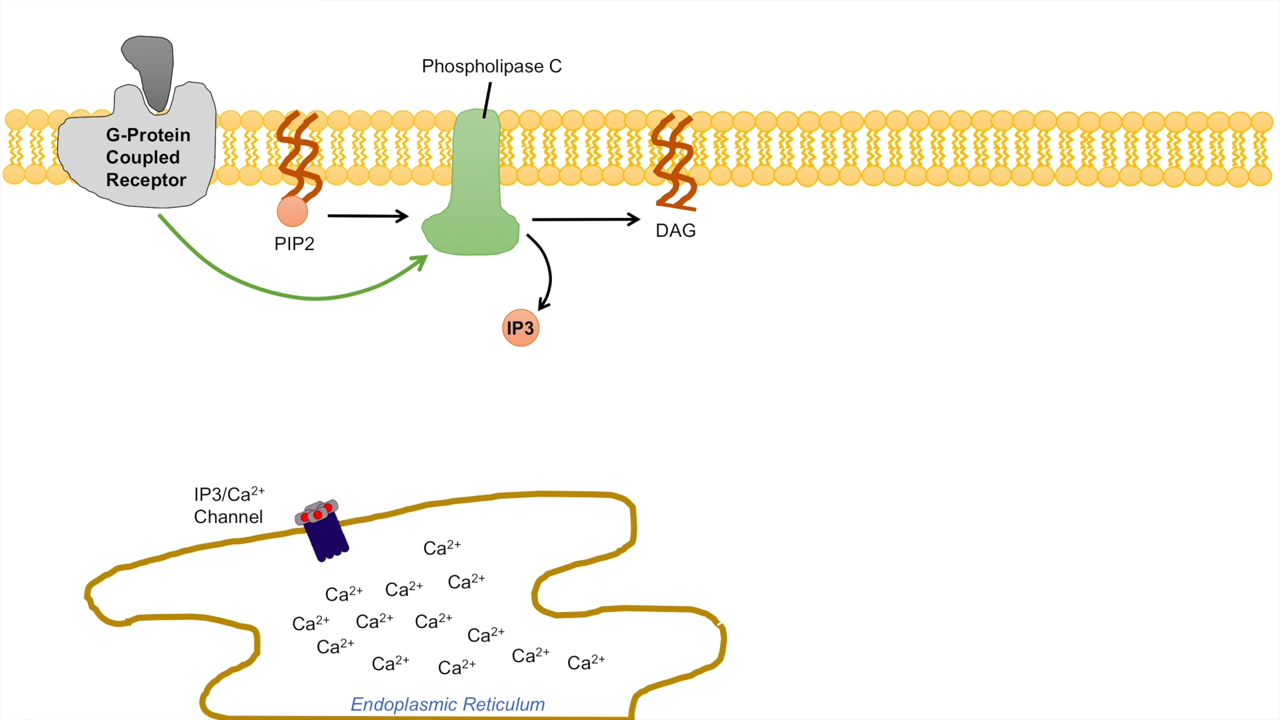 Phospholipase C
G-Protein
Coupled
Receptor
PIP2
DAG
IP3
IP3/Ca²⁺
Channel
Ca²⁺
Ca²⁺
Ca²⁺
Ca²⁺
Ca²⁺
Ca²⁺
Ca²⁺
Ca²⁺
Ca²⁺
Ca²⁺
Ca²⁺
Ca²⁺
Ca²⁺
Endoplasmic Reticulum